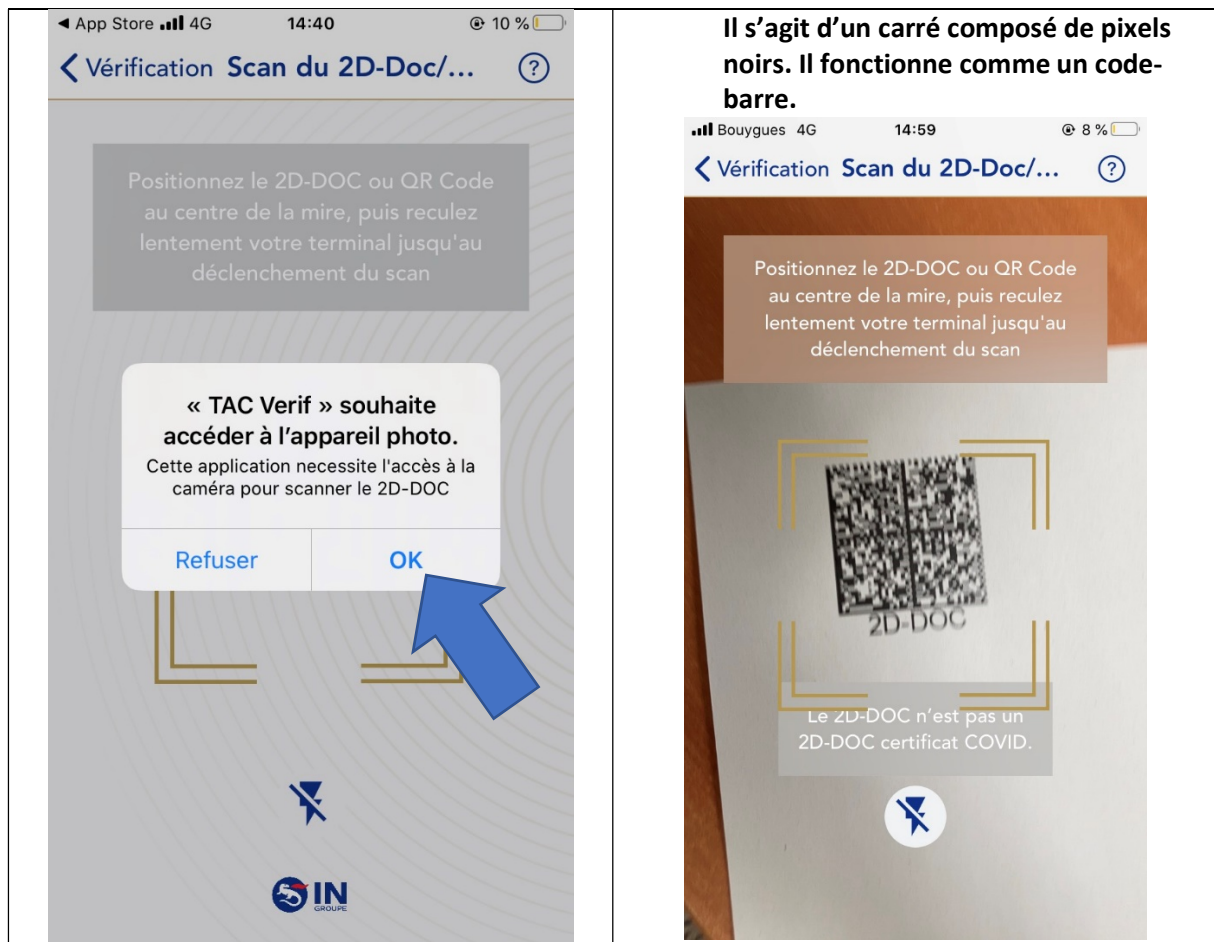 ◀ App Store 4G 14:40 10 %
Vérification Scan du 2D-Doc/... ?
Positionnez le 2D-DOC ou QR Code
au centre de la mire, puis reculez
lentement votre terminal jusqu'au
déclenchement du scan
« TAC Verif » souhaite
accéder à l'appareil photo.
Cette application necessite l'accès à la
caméra pour scanner le 2D-DOC
Refuser OK
IN
GROUPE
Il s'agit d'un carré composé de pixels
noirs. Il fonctionne comme un code-
barre.
Bouygues 4G 14:59 8 %
Vérification Scan du 2D-Doc/... ?
Positionnez le 2D-DOC ou QR Code
au centre de la mire, puis reculez
lentement votre terminal jusqu'au
déclenchement du scan
2D-DOC
Le 2D-DOC n'est pas un
2D-DOC certificat COVID.